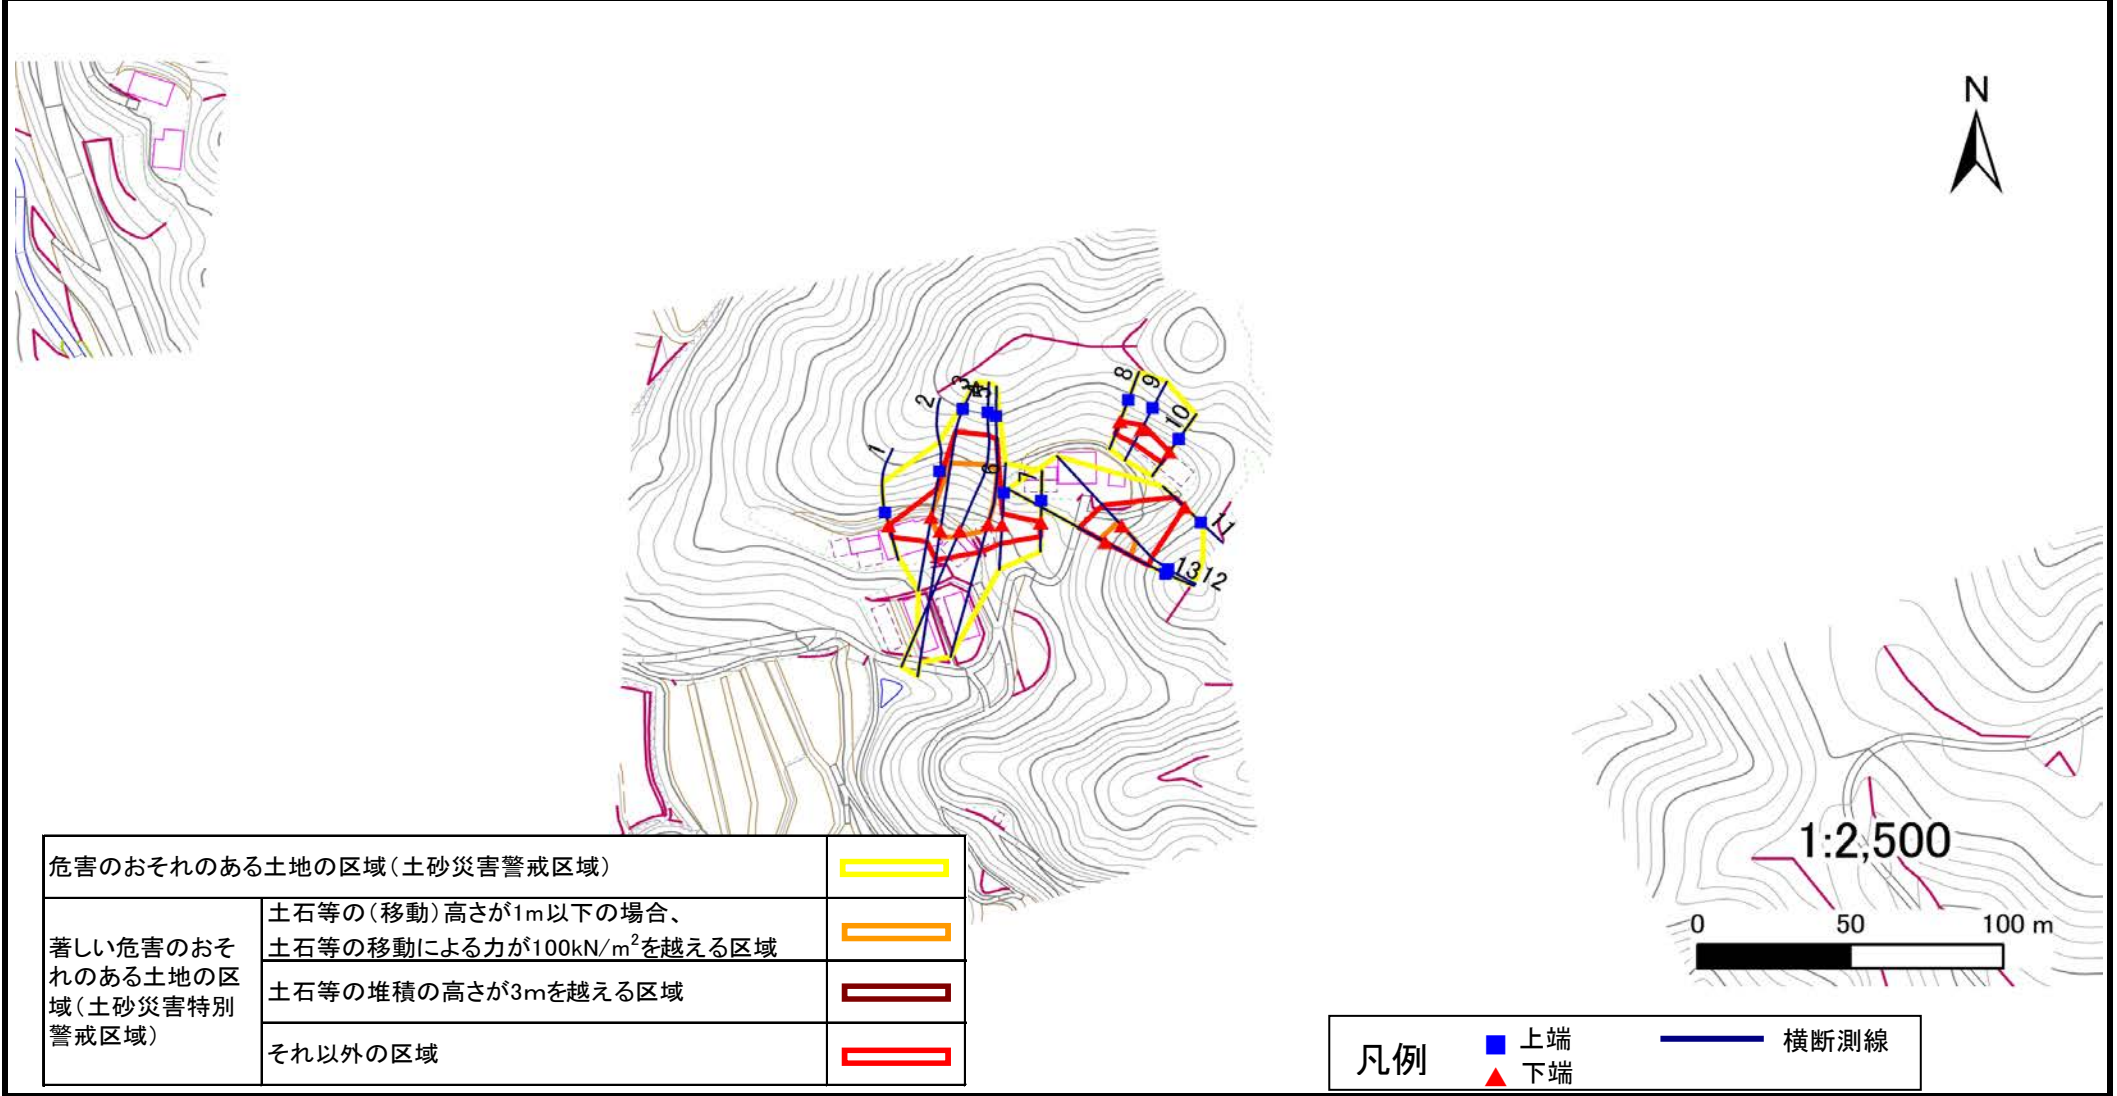 N
3
4
5
2
1
6
7
8
9
10
11
1312
1:2,500
0 50 100 m
危害のおそれのある土地の区域(土砂災害警戒区域)
著しい危害のおそ
れのある土地の区
域(土砂災害特別
警戒区域)
土石等の(移動)高さが1m以下の場合、
土石等の移動による力が100kN/m²を越える区域
土石等の堆積の高さが3mを越える区域
それ以外の区域
凡例
上端
下端
横断測線